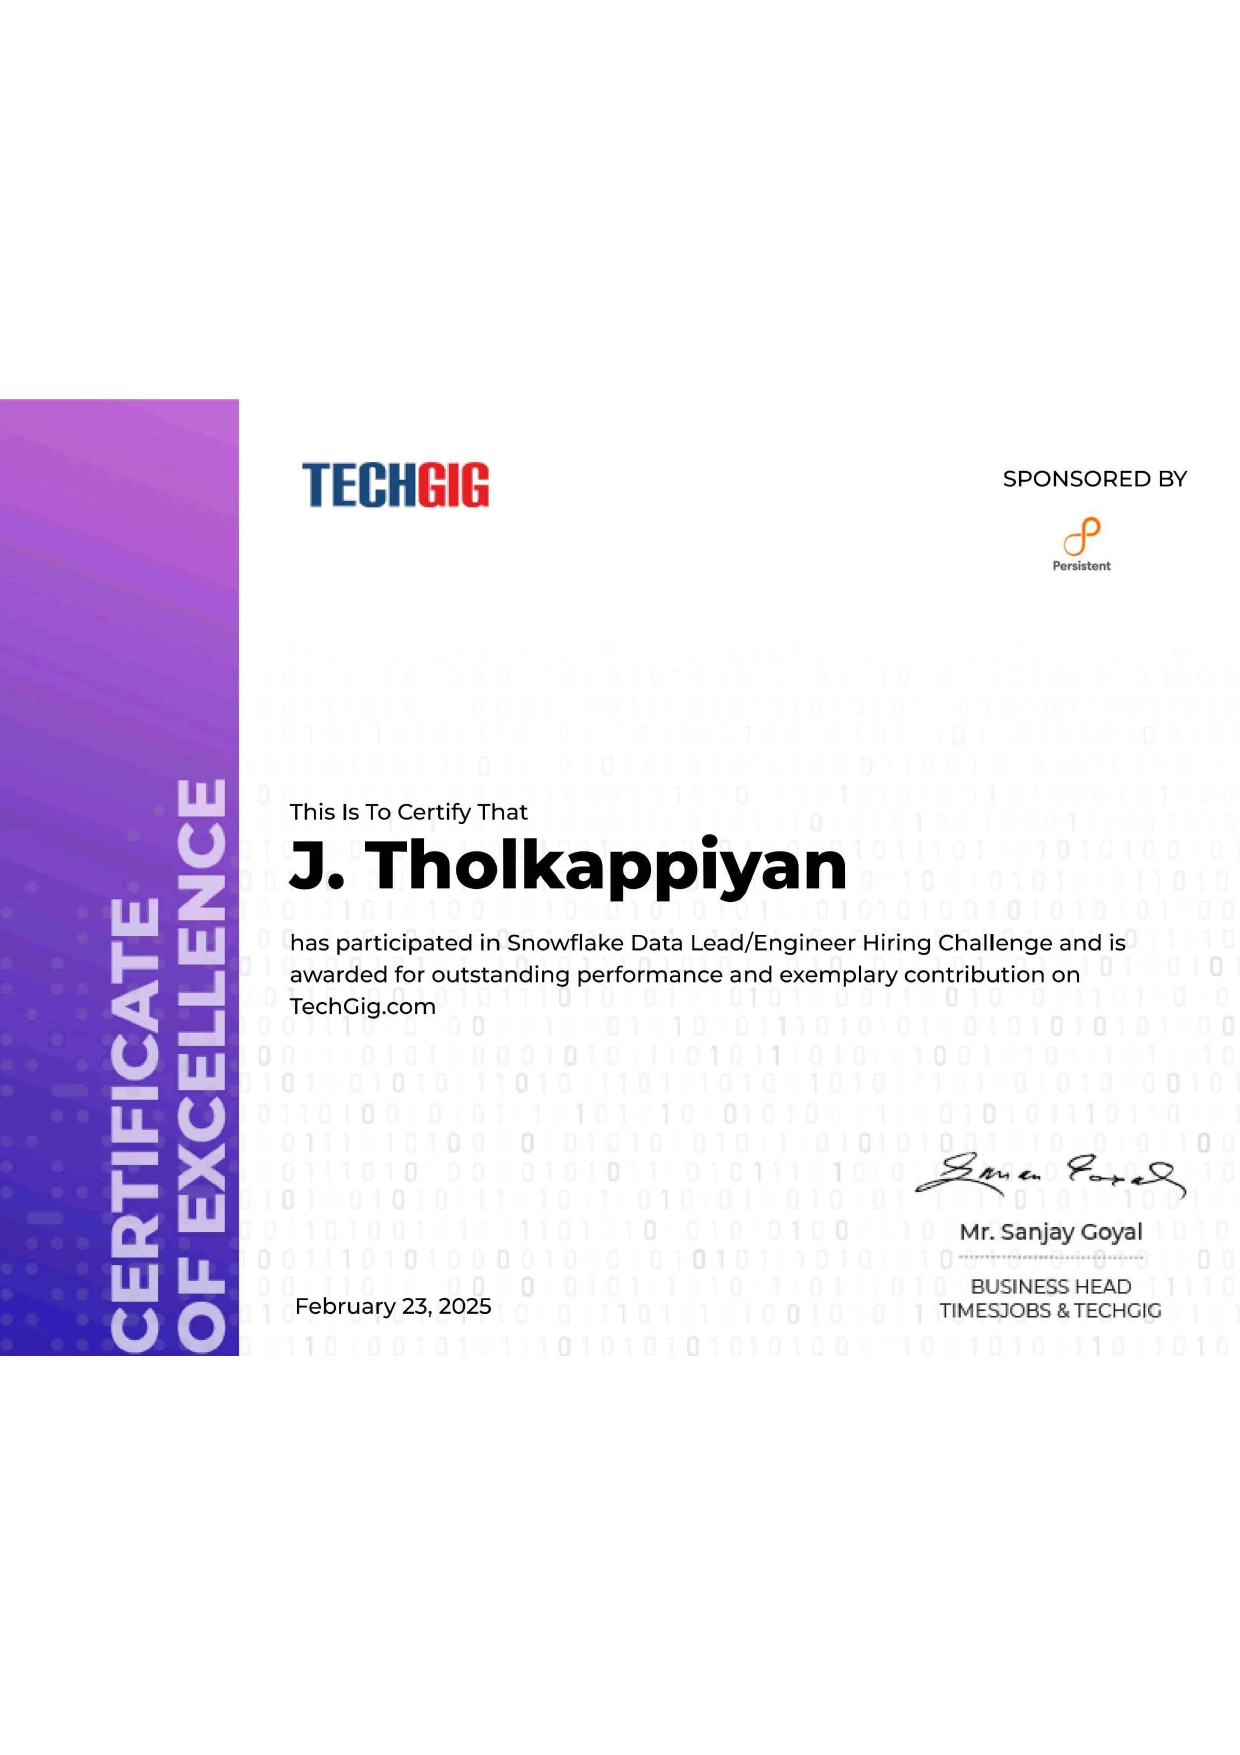 TECHGIG
SPONSORED BY
Persistent
CERTIFICATE
OF EXCELLENCE
This Is To Certify That
J. Tholkappiyan
has participated in Snowflake Data Lead/Engineer Hiring Challenge and is
awarded for outstanding performance and exemplary contribution on
TechGig.com
Mr. Sanjay Goyal
BUSINESS HEAD
TIMESJOBS & TECHGIG
February 23, 2025